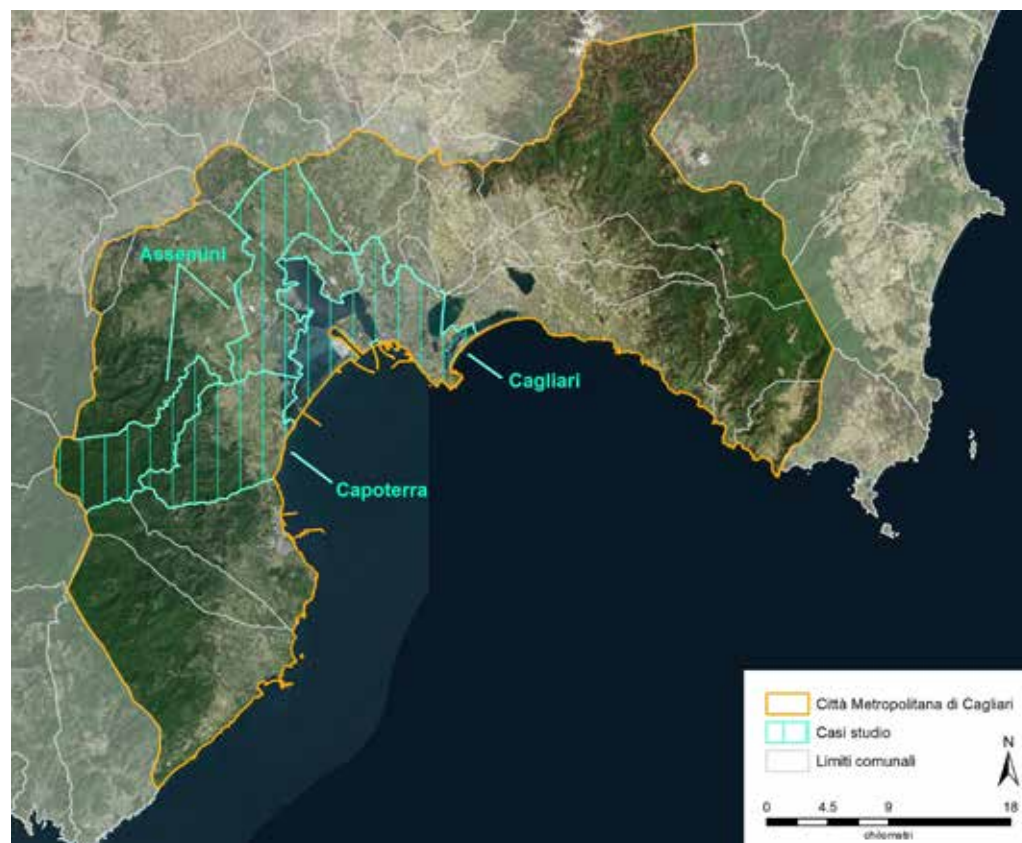 Assemini
Cagliari
Capoterra
Città Metropolitana di Cagliari
Casi studio
Limiti comunali
N
0 4.5 9 18
chilometri